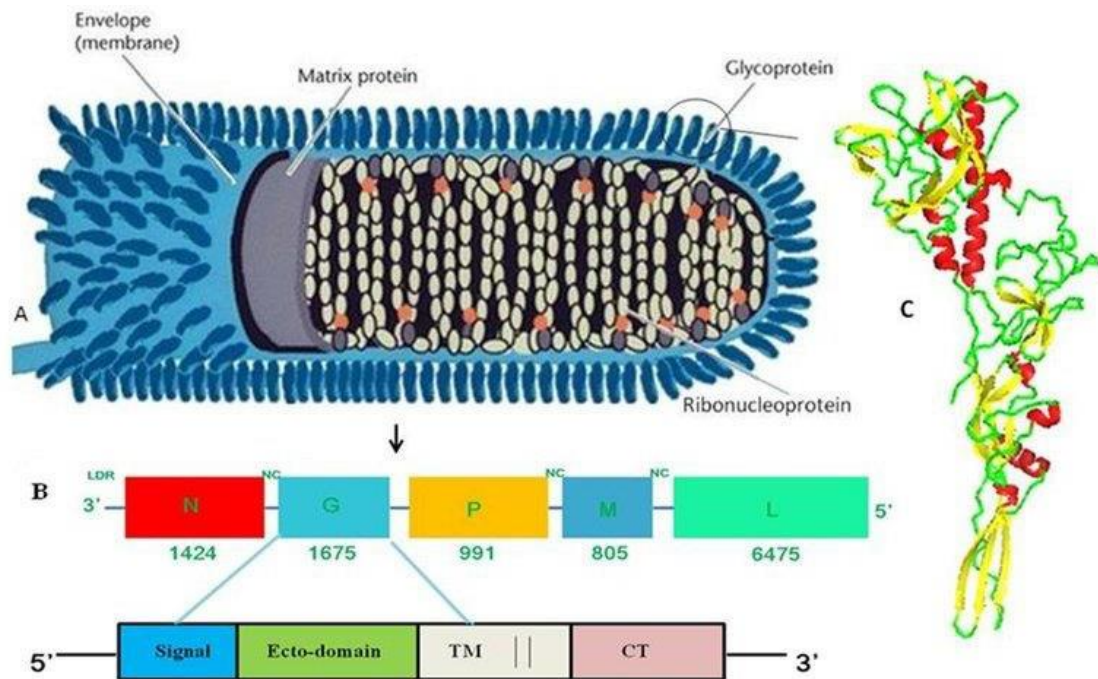 Envelope
(membrane)
Matrix protein
Glycoprotein
A
C
Ribonucleoprotein
B
LDR
3'
N
NC
G
P
NC
M
NC
L
5'
1424
1675
991
805
6475
5'
Signal
Ecto-domain
TM
CT
3'